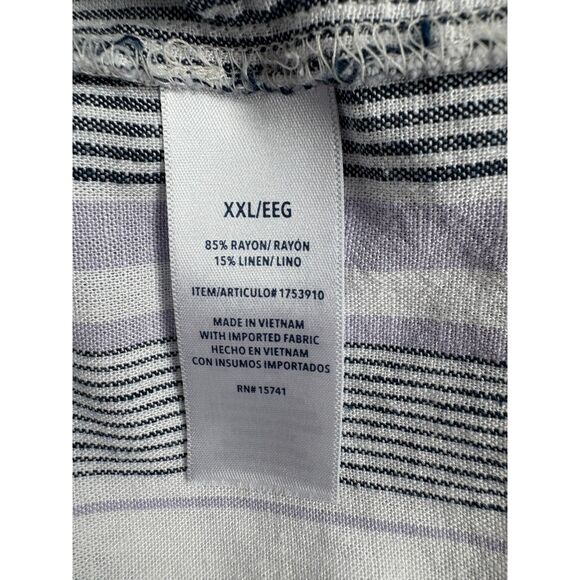 XXL/EEG
85% RAYON/ RAYÓN
15% LINEN/ LINO
ITEM/ARTICULO# 1753910
MADE IN VIETNAM
WITH IMPORTED FABRIC
HECHO EN VIETNAM
CON INSUMOS IMPORTADOS
RN# 15741